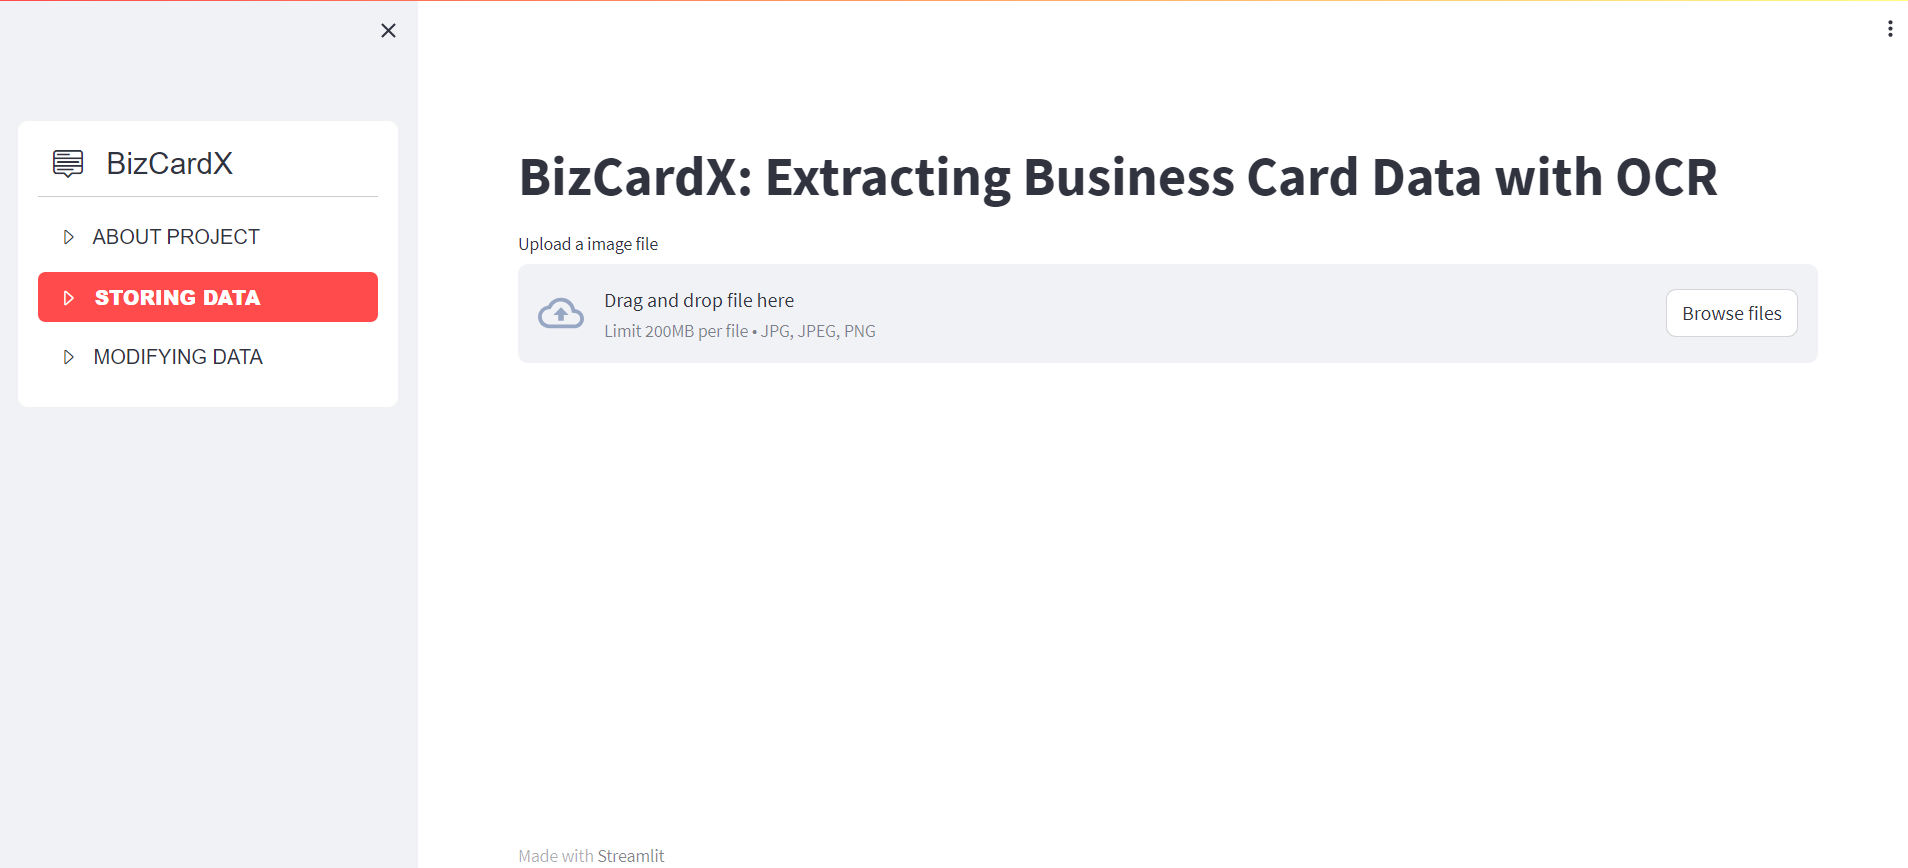 BizCardX
ABOUT PROJECT
STORING DATA
MODIFYING DATA
BizCardX: Extracting Business Card Data with OCR
Upload a image file
Drag and drop file here
Limit 200MB per file • JPG, JPEG, PNG
Browse files
Made with Streamlit